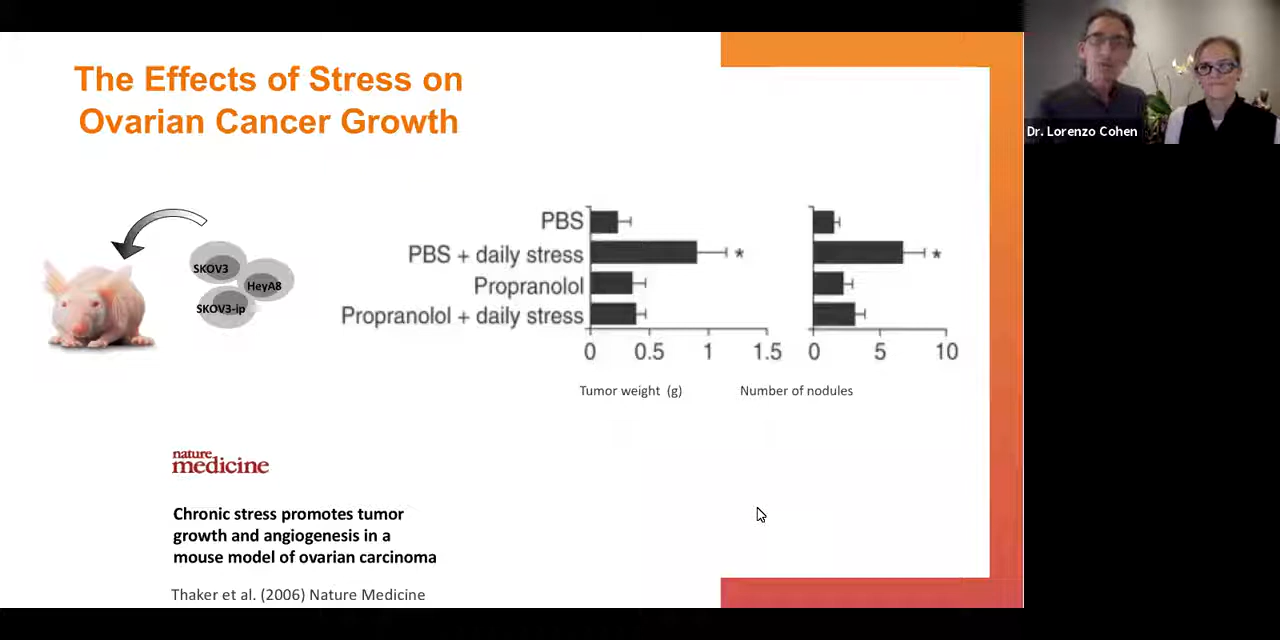 The Effects of Stress on
Ovarian Cancer Growth
Dr. Lorenzo Cohen
SKOV3
HeyA8
SKOV3-ip
PBS
PBS + daily stress
Propranolol
Propranolol + daily stress
*
*
0 0.5 1 1.5
0 5 10
Tumor weight (g)
Number of nodules
nature
medicine
Chronic stress promotes tumor
growth and angiogenesis in a
mouse model of ovarian carcinoma
Thaker et al. (2006) Nature Medicine